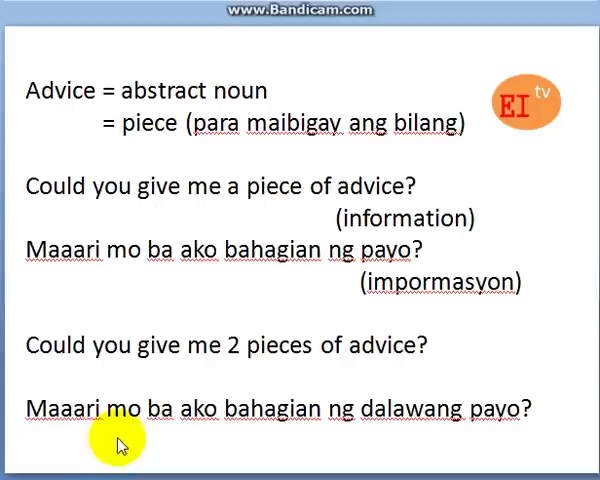 www.Bandicam.com
Advice = abstract noun
EI tv
= piece (para maibigay ang bilang)
Could you give me a piece of advice?
(information)
Maaari mo ba ako bahagian ng payo?
(impormasyon)
Could you give me 2 pieces of advice?
Maaari mo ba ako bahagian ng dalawang payo?